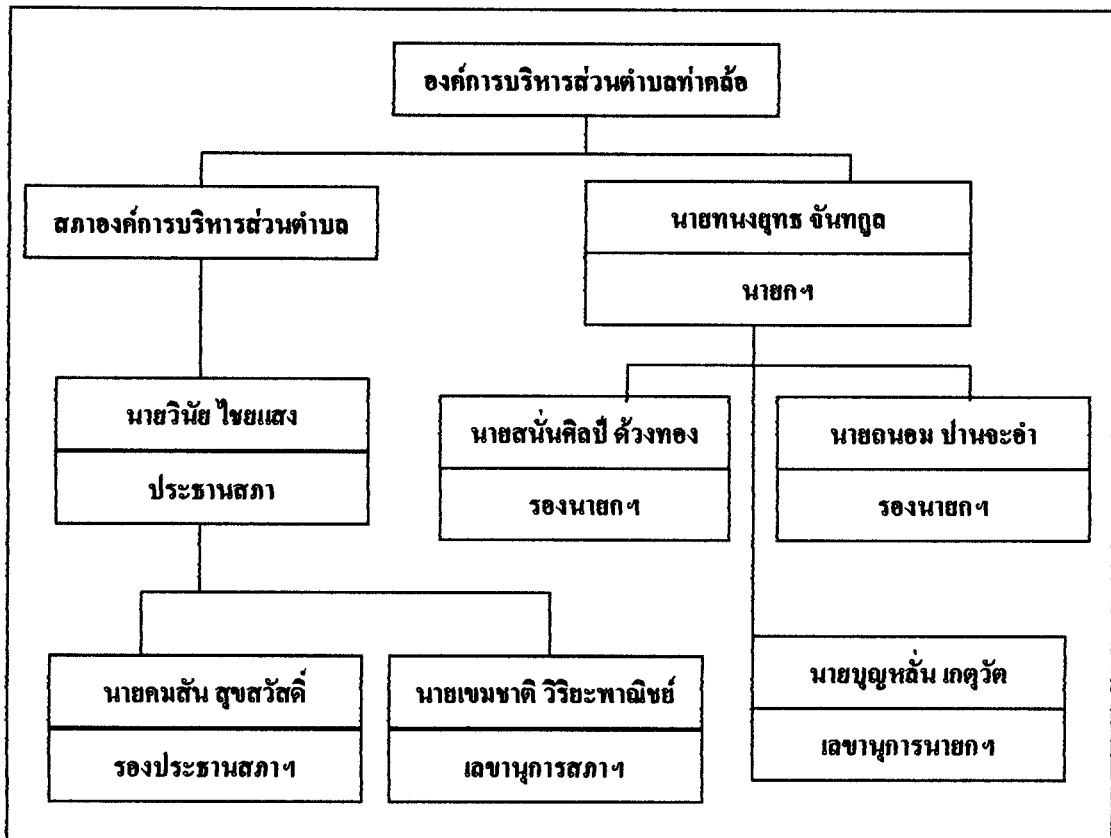 องค์การบริหารส่วนตำบลท่าคล้อ
สภาองค์การบริหารส่วนตำบล
นายทนงยุทธ จันทกูล
นายกฯ
นายวินัย ไชยแสง
ประธานสภา
นายสนั่นศิลป์ ด้วงทอง
รองนายกฯ
นายถนอม ปานจะอำ
รองนายกฯ
นายคมสัน สุขสวัสดิ์
รองประธานสภาฯ
นายเขมชาติ วิริยะพาณิชย์
เลขานุการสภาฯ
นายบุญหลั่น เกตุวัต
เลขานุการนายกฯ